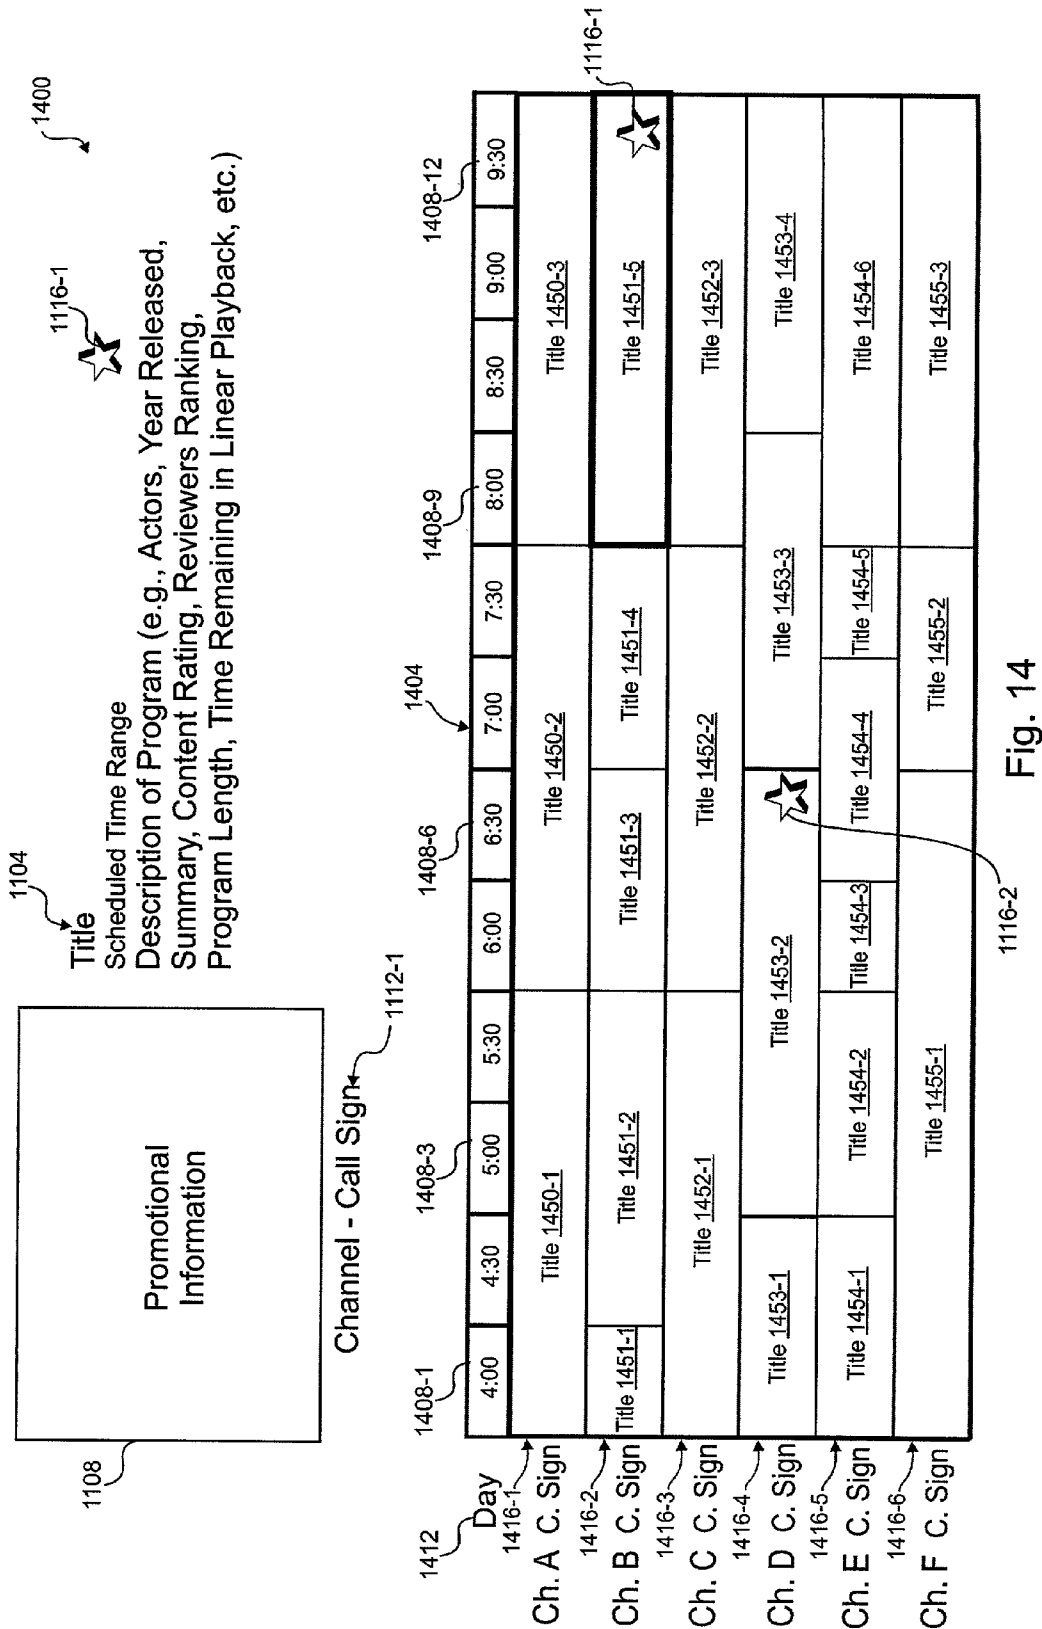 1400
1104
Title
Scheduled Time Range
1116-1
Description of Program (e.g., Actors, Year Released,
Summary, Content Rating, Reviewers Ranking,
Program Length, Time Remaining in Linear Playback, etc.)
1108
Promotional
Information
Channel - Call Sign
1112-1
1412
Day
1408-1
1408-3
1408-6
1404
1408-9
1408-12
4:00
4:30
5:00
5:30
6:00
6:30
7:00
7:30
8:00
8:30
9:00
9:30
1416-1
Ch. A C. Sign
Title 1450-1
Title 1450-2
Title 1450-3
1116-1
1416-2
Ch. B C. Sign
Title 1451-1
Title 1451-2
Title 1451-3
Title 1451-4
Title 1451-5
1416-3
Ch. C C. Sign
Title 1452-1
Title 1452-2
Title 1452-3
1416-4
Ch. D C. Sign
Title 1453-1
Title 1453-2
Title 1453-3
Title 1453-4
1416-5
Ch. E C. Sign
Title 1454-1
Title 1454-2
Title 1454-3
Title 1454-4
Title 1454-5
Title 1454-6
1416-6
Ch. F C. Sign
Title 1455-1
Title 1455-2
Title 1455-3
1116-2
Fig. 14